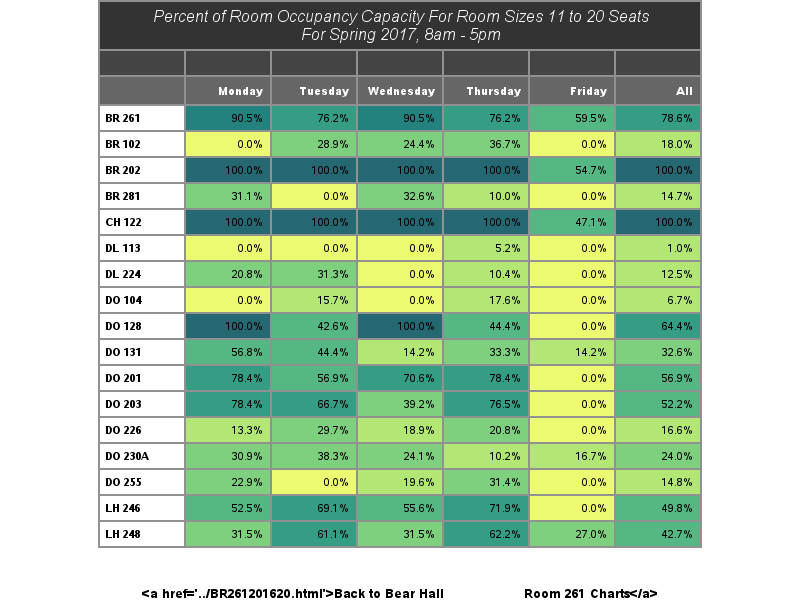 Percent of Room Occupancy Capacity For Room Sizes 11 to 20 Seats
For Spring 2017, 8am - 5pm
Monday Tuesday Wednesday Thursday Friday All
BR 261 90.5% 76.2% 90.5% 76.2% 59.5% 78.6%
BR 102 0.0% 28.9% 24.4% 36.7% 0.0% 18.0%
BR 202 100.0% 100.0% 100.0% 100.0% 54.7% 100.0%
BR 281 31.1% 0.0% 32.6% 10.0% 0.0% 14.7%
CH 122 100.0% 100.0% 100.0% 100.0% 47.1% 100.0%
DL 113 0.0% 0.0% 0.0% 5.2% 0.0% 1.0%
DL 224 20.8% 31.3% 0.0% 10.4% 0.0% 12.5%
DO 104 0.0% 15.7% 0.0% 17.6% 0.0% 6.7%
DO 128 100.0% 42.6% 100.0% 44.4% 0.0% 64.4%
DO 131 56.8% 44.4% 14.2% 33.3% 14.2% 32.6%
DO 201 78.4% 56.9% 70.6% 78.4% 0.0% 56.9%
DO 203 78.4% 66.7% 39.2% 76.5% 0.0% 52.2%
DO 226 13.3% 29.7% 18.9% 20.8% 0.0% 16.6%
DO 230A 30.9% 38.3% 24.1% 10.2% 16.7% 24.0%
DO 255 22.9% 0.0% 19.6% 31.4% 0.0% 14.8%
LH 246 52.5% 69.1% 55.6% 71.9% 0.0% 49.8%
LH 248 31.5% 61.1% 31.5% 62.2% 27.0% 42.7%
<a href='../BR261201620.html'>Back to Bear Hall Room 261 Charts</a>